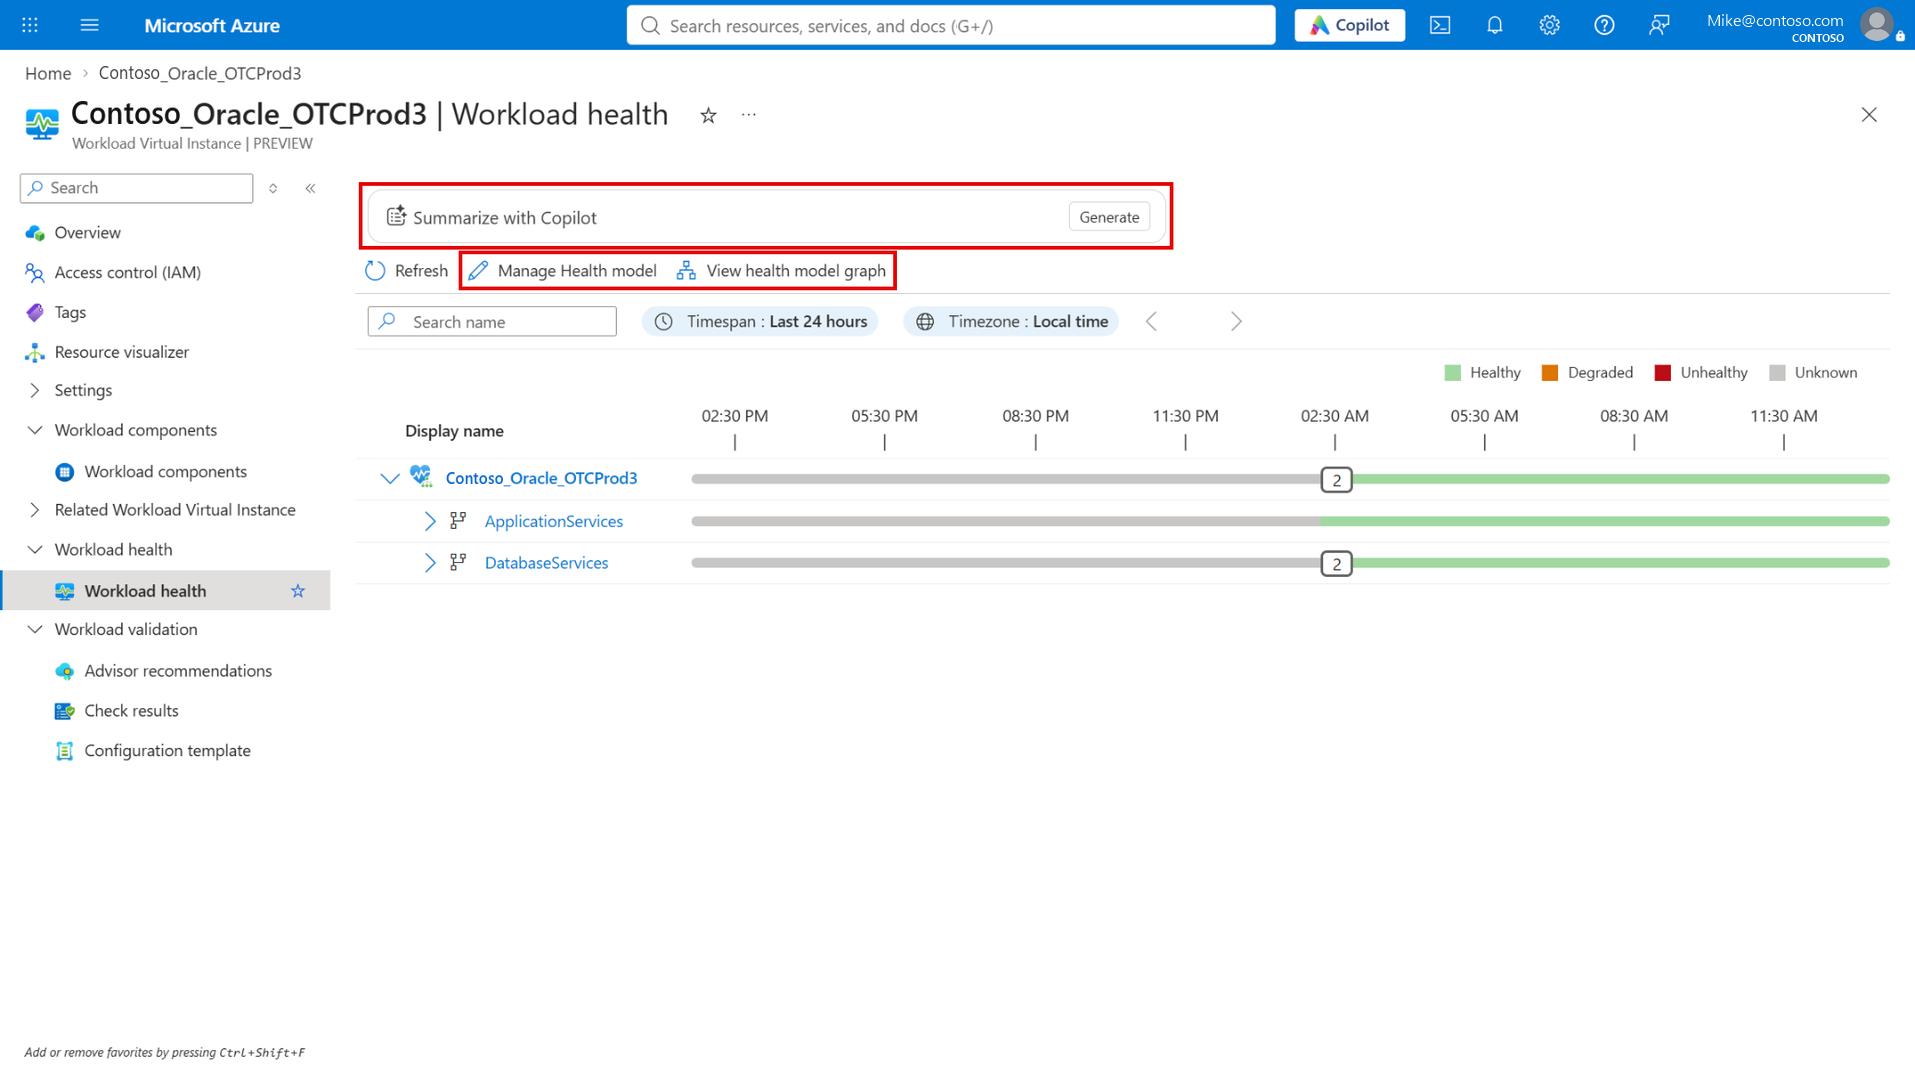 Microsoft Azure
Search resources, services, and docs (G+/)
Copilot
Mike@contoso.com
CONTOSO
Home
Contoso_Oracle_OTCProd3
Contoso_Oracle_OTCProd3 | Workload health
Workload Virtual Instance | PREVIEW
Search
Overview
Access control (IAM)
Tags
Resource visualizer
Settings
Workload components
Workload components
Related Workload Virtual Instance
Workload health
Workload health
Workload validation
Advisor recommendations
Check results
Configuration template
Add or remove favorites by pressing Ctrl+Shift+F
Summarize with Copilot
Generate
Refresh
Manage Health model
View health model graph
Search name
Timespan : Last 24 hours
Timezone : Local time
Healthy
Degraded
Unhealthy
Unknown
Display name
02:30 PM
05:30 PM
08:30 PM
11:30 PM
02:30 AM
05:30 AM
08:30 AM
11:30 AM
Contoso_Oracle_OTCProd3
2
ApplicationServices
DatabaseServices
2